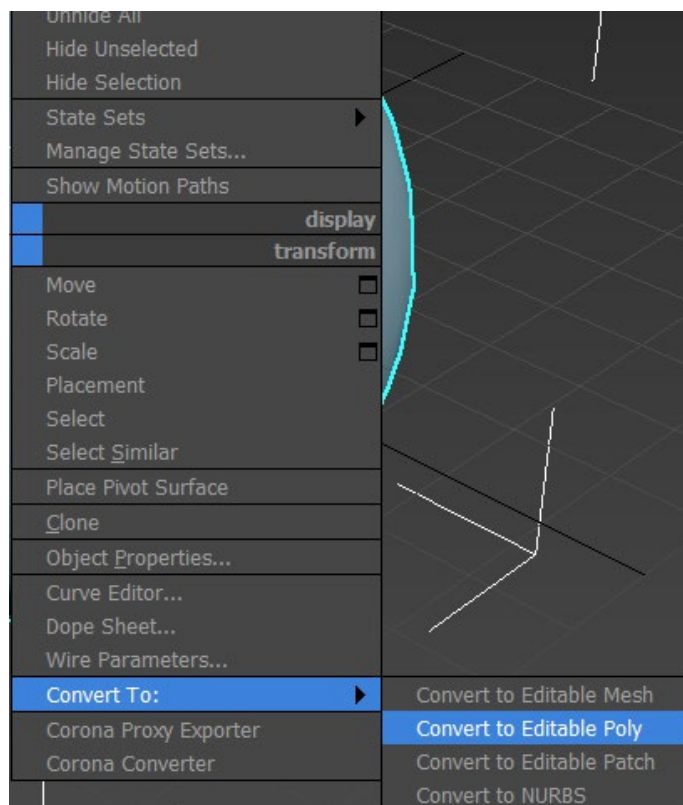 Unhide All
Hide Unselected
Hide Selection
State Sets
Manage State Sets...
Show Motion Paths
display
transform
Move
Rotate
Scale
Placement
Select
Select Similar
Place Pivot Surface
Clone
Object Properties...
Curve Editor...
Dope Sheet...
Wire Parameters...
Convert To:
Corona Proxy Exporter
Corona Converter
Convert to Editable Mesh
Convert to Editable Poly
Convert to Editable Patch
Convert to NURBS